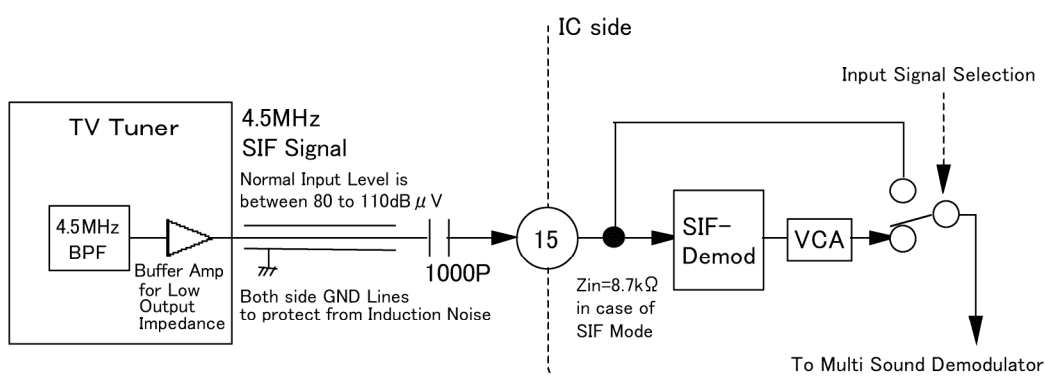 IC side
Input Signal Selection
TV Tuner
4.5MHz
SIF Signal
Normal Input Level is
between 80 to 110dBμV
4.5MHz
BPF
Buffer Amp
for Low
Output
Impedance
1000P
Both side GND Lines
to protect from Induction Noise
15
Zin=8.7kΩ
in case of
SIF Mode
SIF-
Demod
VCA
To Multi Sound Demodulator